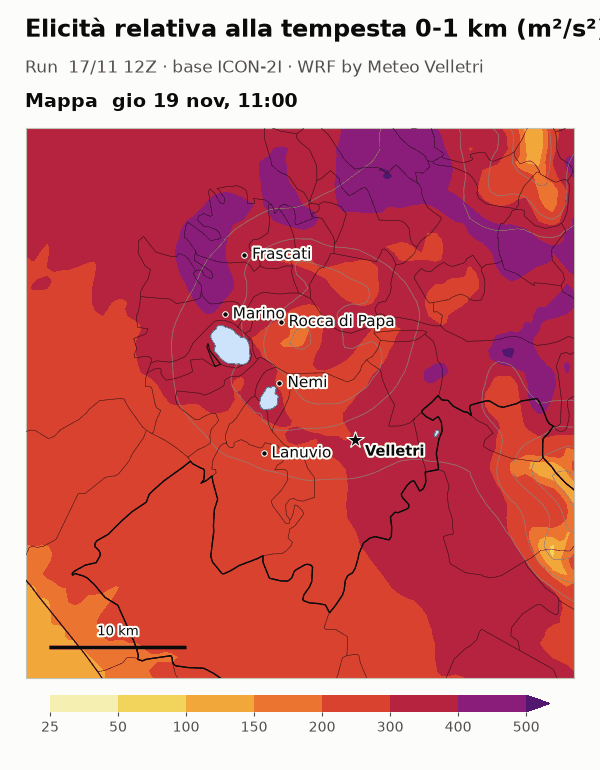 Elicità relativa alla tempesta 0-1 km (m²/s²)
Run  17/11 12Z · base ICON-2I · WRF by Meteo Velletri
Mappa  gio 19 nov, 11:00
Frascati
Marino
Rocca di Papa
Nemi
Velletri
Lanuvio
10 km
25 50 100 150 200 300 400 500